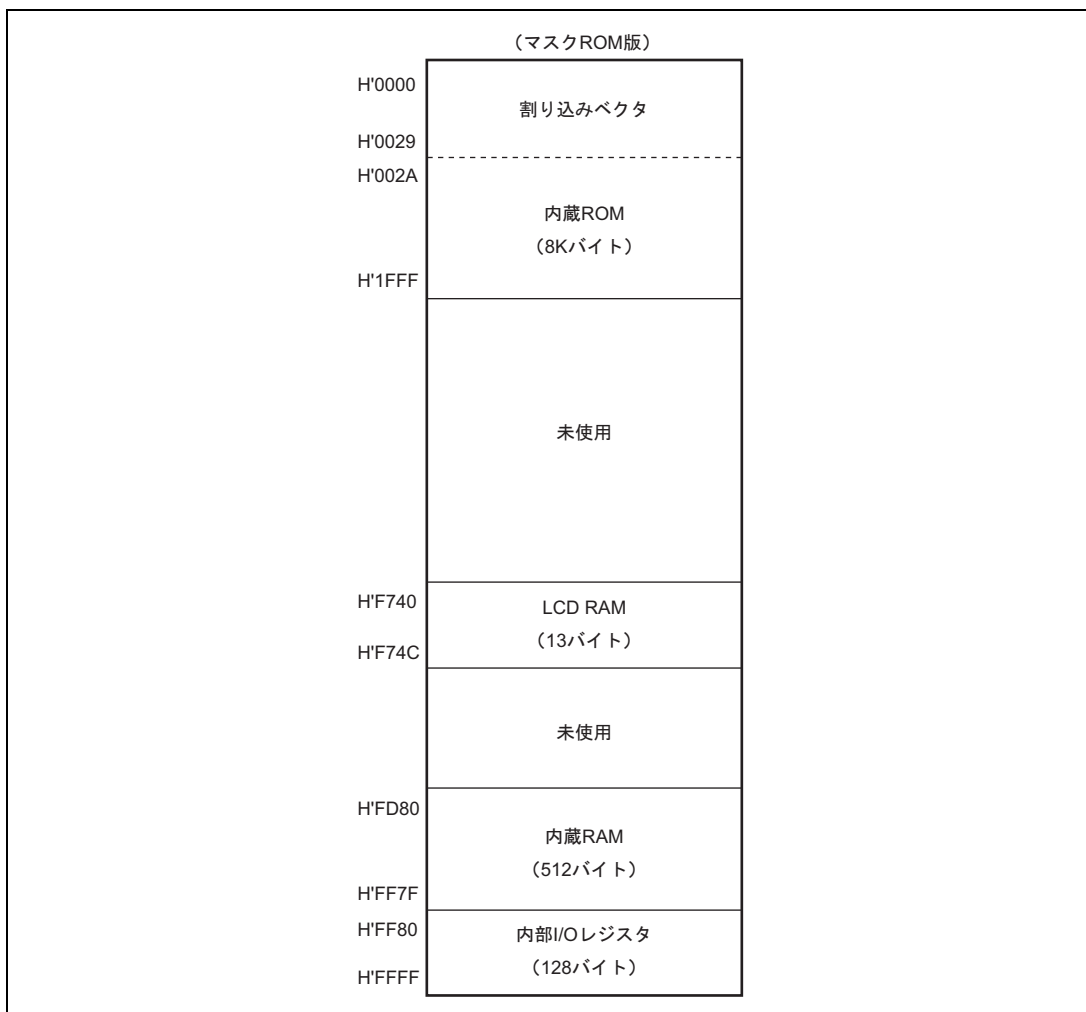 （マスクROM版）
H'0000
割り込みベクタ
H'0029
H'002A
内蔵ROM
（8Kバイト）
H'1FFF
未使用
H'F740
LCD RAM
（13バイト）
H'F74C
未使用
H'FD80
内蔵RAM
（512バイト）
H'FF7F
H'FF80
内部I/Oレジスタ
（128バイト）
H'FFFF